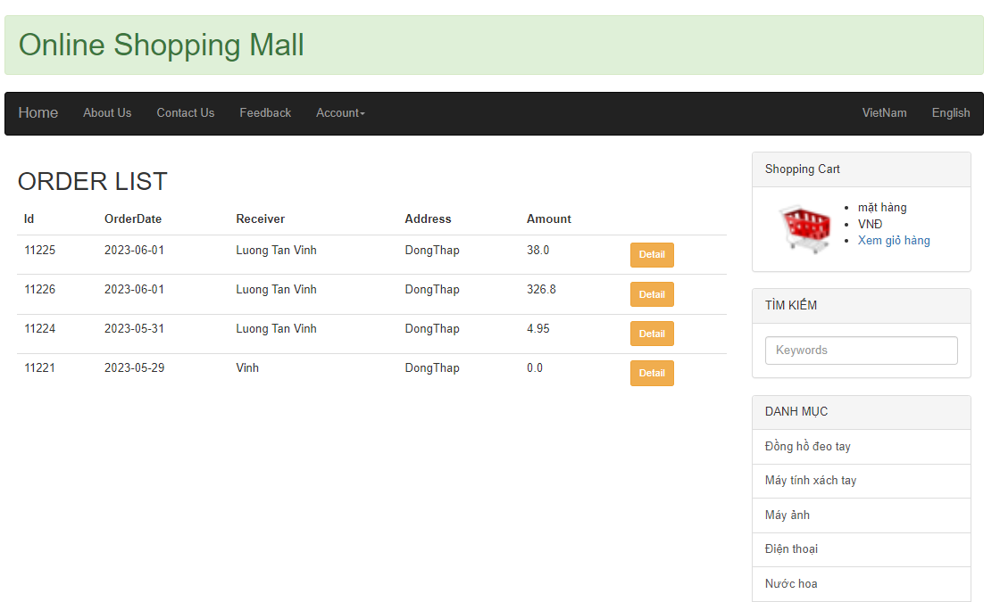 Online Shopping Mall
Home About Us Contact Us Feedback Account VietNam English
ORDER LIST
Id OrderDate Receiver Address Amount
11225 2023-06-01 Luong Tan Vinh DongThap 38.0 Detail
11226 2023-06-01 Luong Tan Vinh DongThap 326.8 Detail
11224 2023-05-31 Luong Tan Vinh DongThap 4.95 Detail
11221 2023-05-29 Vinh DongThap 0.0 Detail
Shopping Cart
mặt hàng
VNĐ
Xem giỏ hàng
TÌM KIẾM
Keywords
DANH MỤC
Đồng hồ đeo tay
Máy tính xách tay
Máy ảnh
Điện thoại
Nước hoa